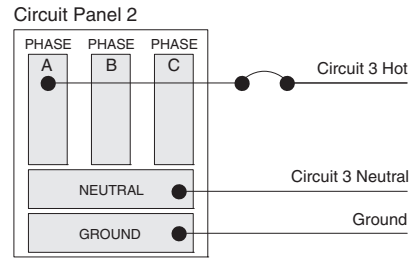 Circuit Panel 2
PHASE PHASE PHASE
A B C
Circuit 3 Hot
Circuit 3 Neutral
NEUTRAL
Ground
GROUND